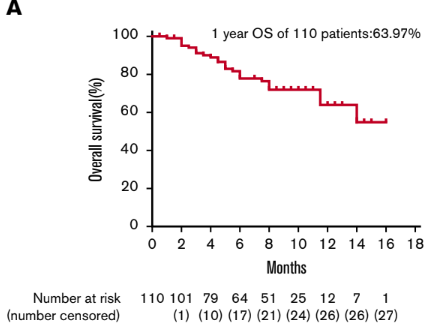 A
1 year OS of 110 patients:63.97%
Overall survival(%)
100
80
60
40
20
0
0 2 4 6 8 10 12 14 16 18
Months
Number at risk 110 101 79 64 51 25 12 7 1
(number censored) (1) (10) (17) (21) (24) (26) (26) (27)